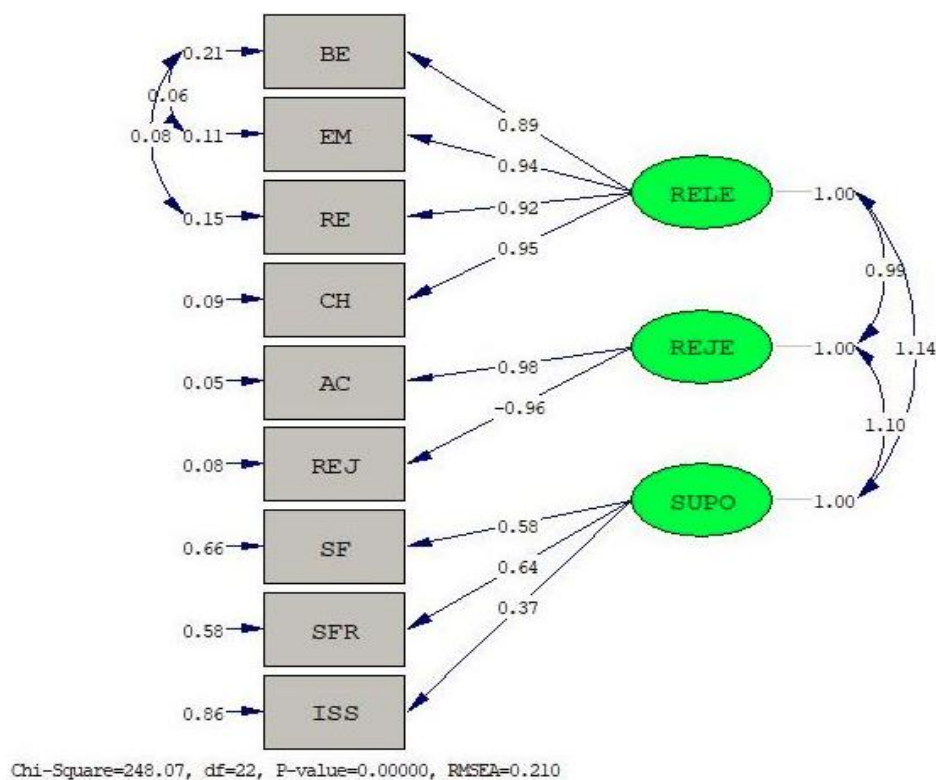 0.21 BE
0.06
0.89
0.08 0.11 EM
0.94
RELE 1.00
0.15 RE
0.92
0.95
0.99
0.09 CH
REJE 1.00
1.14
0.05 AC
0.98
-0.96
1.10
0.08 REJ
SUPO 1.00
0.66 SF
0.58
0.64
0.37
0.58 SFR
0.86 ISS
Chi-Square=248.07, df=22, P-value=0.00000, RMSEA=0.210